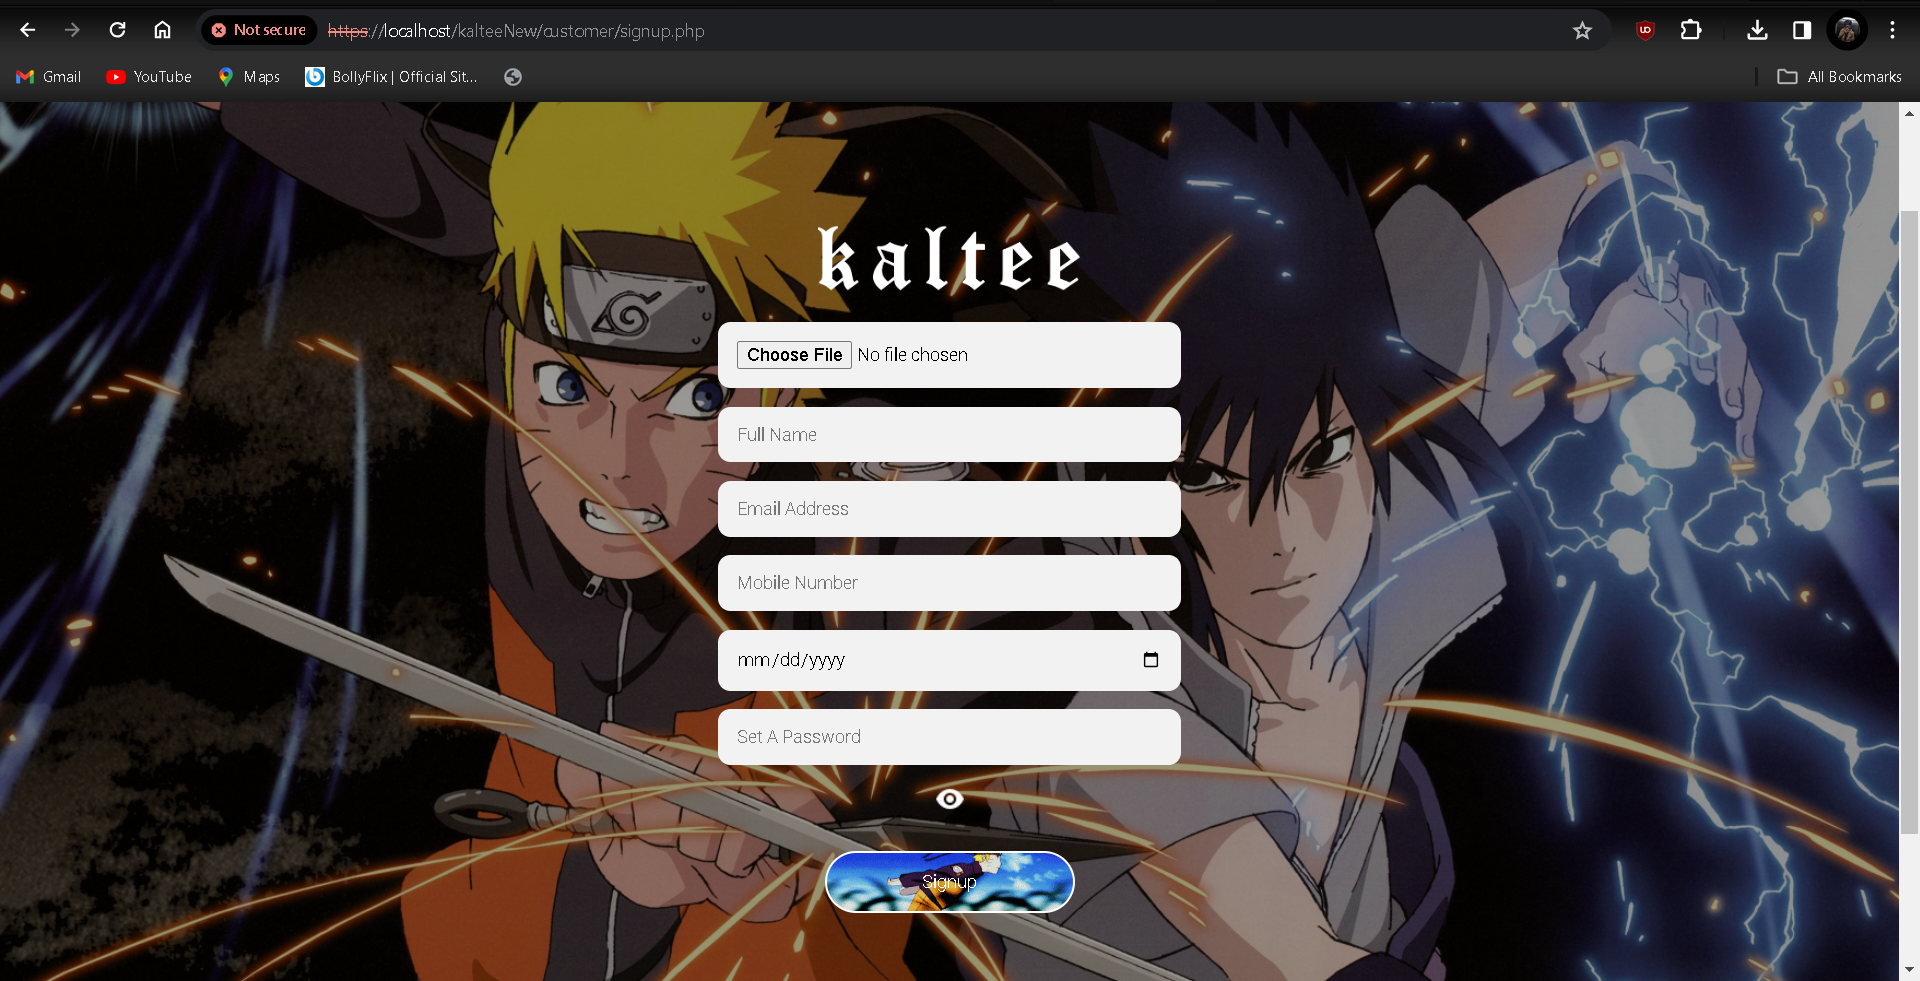 Not secure https://localhost/kalteeNew/customer/signup.php
Gmail YouTube Maps BollyFlix | Official Sit... All Bookmarks
kaltee
Choose File No file chosen
Full Name
Email Address
Mobile Number
mm/dd/yyyy
Set A Password
Signup